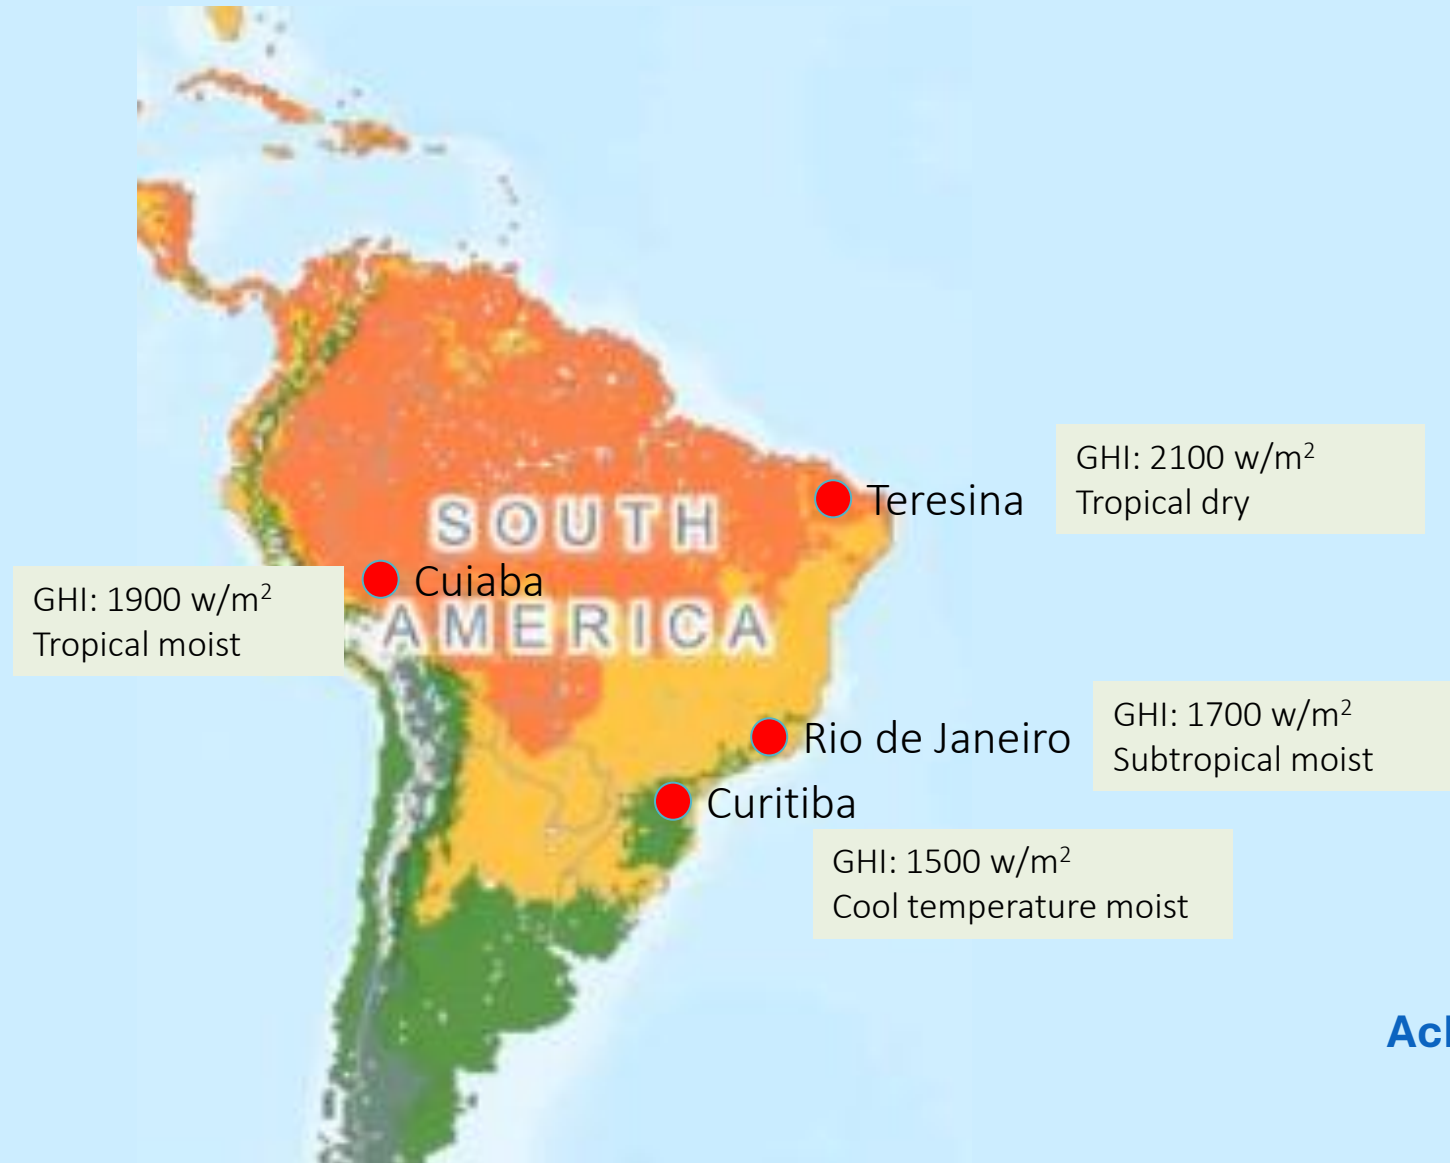 GHI: 2100 w/m²
Tropical dry
Teresina
SOUTH
Cuiaba
GHI: 1900 w/m²
Tropical moist
AMERICA
GHI: 1700 w/m²
Subtropical moist
Rio de Janeiro
Curitiba
GHI: 1500 w/m²
Cool temperature moist